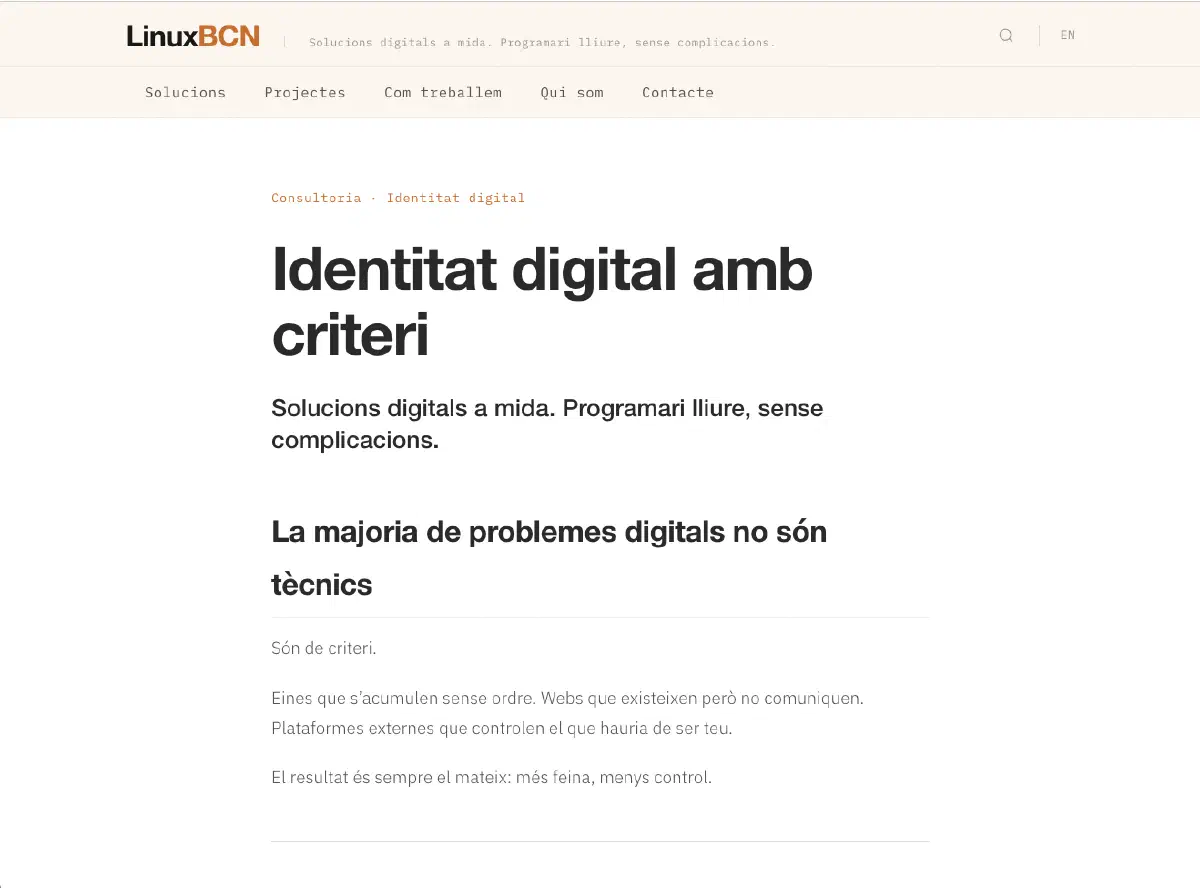 LinuxBCN
Solucions digitals a mida. Programari lliure, sense complicacions.
EN
Solucions
Projectes
Com treballem
Qui som
Contacte
Consultoria · Identitat digital
Identitat digital amb
criteri
Solucions digitals a mida. Programari lliure, sense
complicacions.
La majoria de problemes digitals no són
tècnics
Són de criteri.
Eines que s’acumulen sense ordre. Webs que existeixen però no comuniquen.
Plataformes externes que controlen el que hauria de ser teu.
El resultat és sempre el mateix: més feina, menys control.